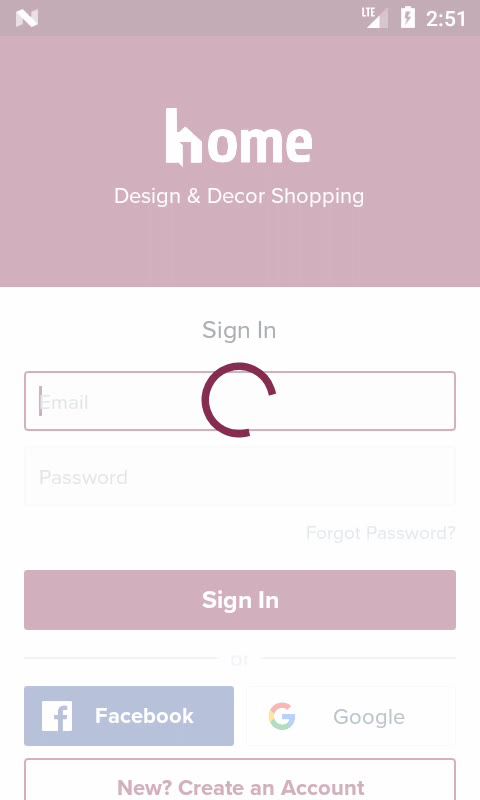 LTE 2:51
home
Design & Decor Shopping
Sign In
Email
Password
Forgot Password?
Sign In
or
Facebook
Google
New? Create an Account